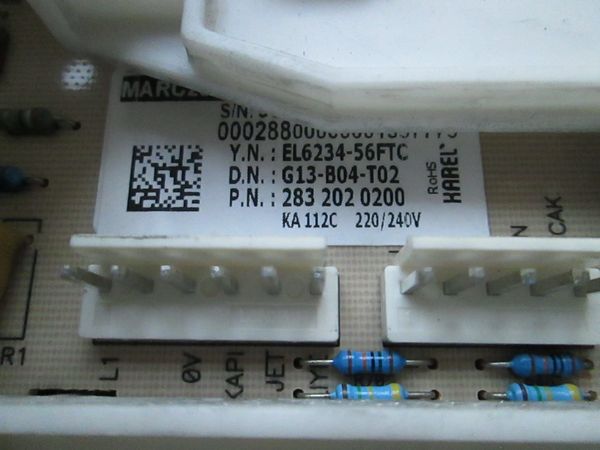 S/N:
Y.N.: EL6234-56FTC
D.N.: G13-B04-T02
P.N.: 283 202 0200
KA 112C 220/240V
RoHS
KAREL
R1
L1
0V
KAPI
JET
N
CAK